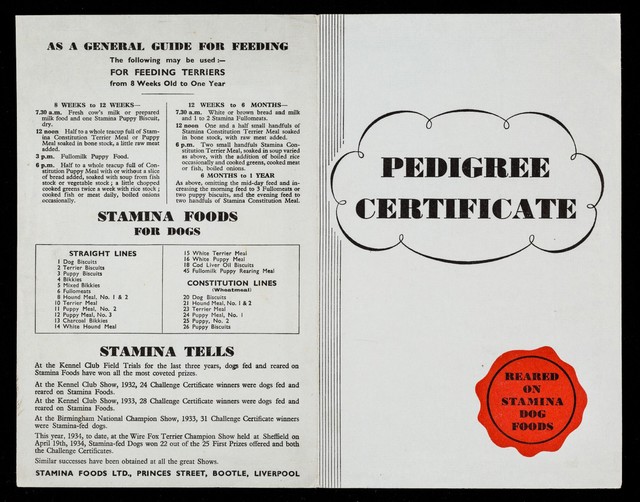 AS A GENERAL GUIDE FOR FEEDING
The following may be used :—
FOR FEEDING TERRIERS
from 8 Weeks Old to One Year
8 WEEKS to 12 WEEKS—
7.30 a.m. Fresh cow's milk or prepared
milk food and one Stamina Puppy Biscuit,
dry.
12 noon Half to a whole teacup full of Stam-
ina Constitution Terrier Meal or Puppy
Meal soaked in bone stock, a little raw meat
added.
3 p.m. Fullomilk Puppy Food.
6 p.m. Half to a whole teacup full of Con-
stitution Puppy Meal with or without a slice
of bread added, soaked with soup from fish
stock or vegetable stock ; a little chopped
cooked greens twice a week with rice stock ;
cooked fish or meat daily, boiled onions
occasionally.
12 WEEKS to 6 MONTHS—
7.30 a.m. White or brown bread and milk
and 1 to 2 Stamina Fullomeats.
12 noon One and a half small handfuls of
Stamina Constitution Terrier Meal soaked
in bone stock, with raw meat added.
6 p.m. Two small handfuls Stamina Con-
stitution Terrier Meal, soaked in soup varied
as above, with the addition of boiled rice
occasionally and cooked greens, cooked meat
or fish, boiled onions.
6 MONTHS to 1 YEAR
As above, omitting the mid-day feed and in-
creasing the morning feed to 3 Fullomeats or
two puppy biscuits, and the evening feed to
two handfuls of Stamina Constitution Meal.
STAMINA FOODS
FOR DOGS
STRAIGHT LINES
1 Dog Biscuits
2 Terrier Biscuits
3 Puppy Biscuits
4 Bikkies
5 Mixed Bikkies
6 Fullomeats
8 Hound Meal, No. 1 & 2
10 Terrier Meal
11 Puppy Meal, No. 2
12 Puppy Meal, No. 3
13 Charcoal Bikkies
14 White Hound Meal
15 White Terrier Meal
16 White Puppy Meal
18 Cod Liver Oil Biscuits
45 Fullomilk Puppy Rearing Meal
CONSTITUTION LINES
(Wheatmeal)
20 Dog Biscuits
21 Hound Meal, No. 1 & 2
23 Terrier Meal
24 Puppy Meal, No. 1
25 Puppy, No. 2
26 Puppy Biscuits
STAMINA TELLS
At the Kennel Club Field Trials for the last three years, dogs fed and reared on
Stamina Foods have won all the most coveted prizes.
At the Kennel Club Show, 1932, 24 Challenge Certificate winners were dogs fed and
reared on Stamina Foods.
At the Kennel Club Show, 1933, 28 Challenge Certificate winners were dogs fed and
reared on Stamina Foods.
At the Birmingham National Champion Show, 1933, 31 Challenge Certificate winners
were Stamina-fed dogs.
This year, 1934, to date, at the Wire Fox Terrier Champion Show held at Sheffield on
April 19th, 1934, Stamina-fed Dogs won 22 out of the 25 First Prizes offered and both
the Challenge Certificates.
Similar successes have been obtained at all the great Shows.
STAMINA FOODS LTD., PRINCES STREET, BOOTLE, LIVERPOOL
PEDIGREE
CERTIFICATE
REARED
ON
STAMINA
DOG
FOODS